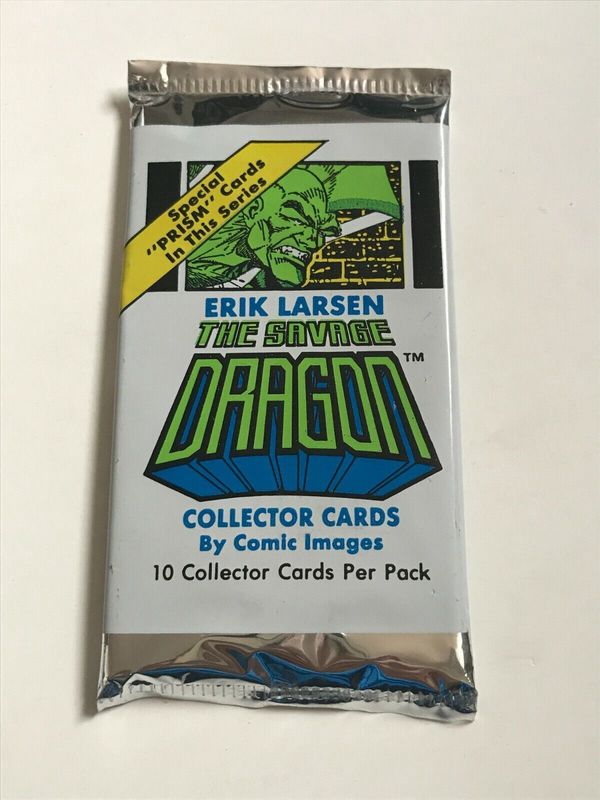 Special
"PRISM" Cards
In This Series
ERIK LARSEN
THE SAVAGE
DRAGON™
COLLECTOR CARDS
By Comic Images
10 Collector Cards Per Pack